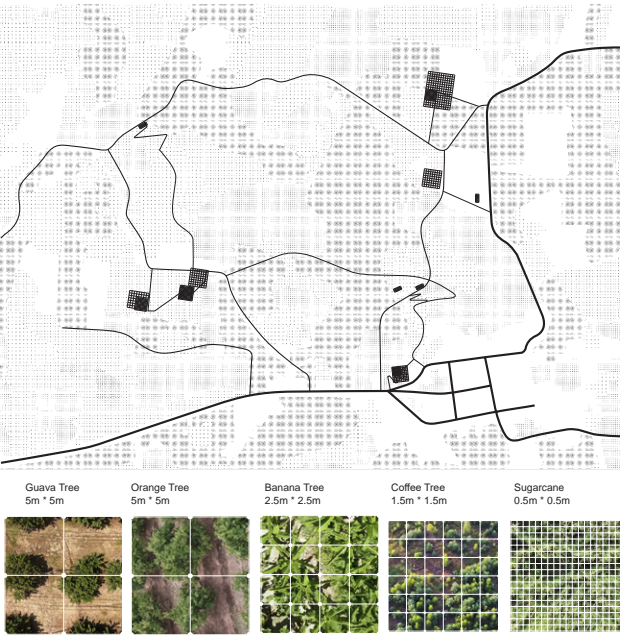 Guava Tree
5m * 5m
Orange Tree
5m * 5m
Banana Tree
2.5m * 2.5m
Coffee Tree
1.5m * 1.5m
Sugarcane
0.5m * 0.5m